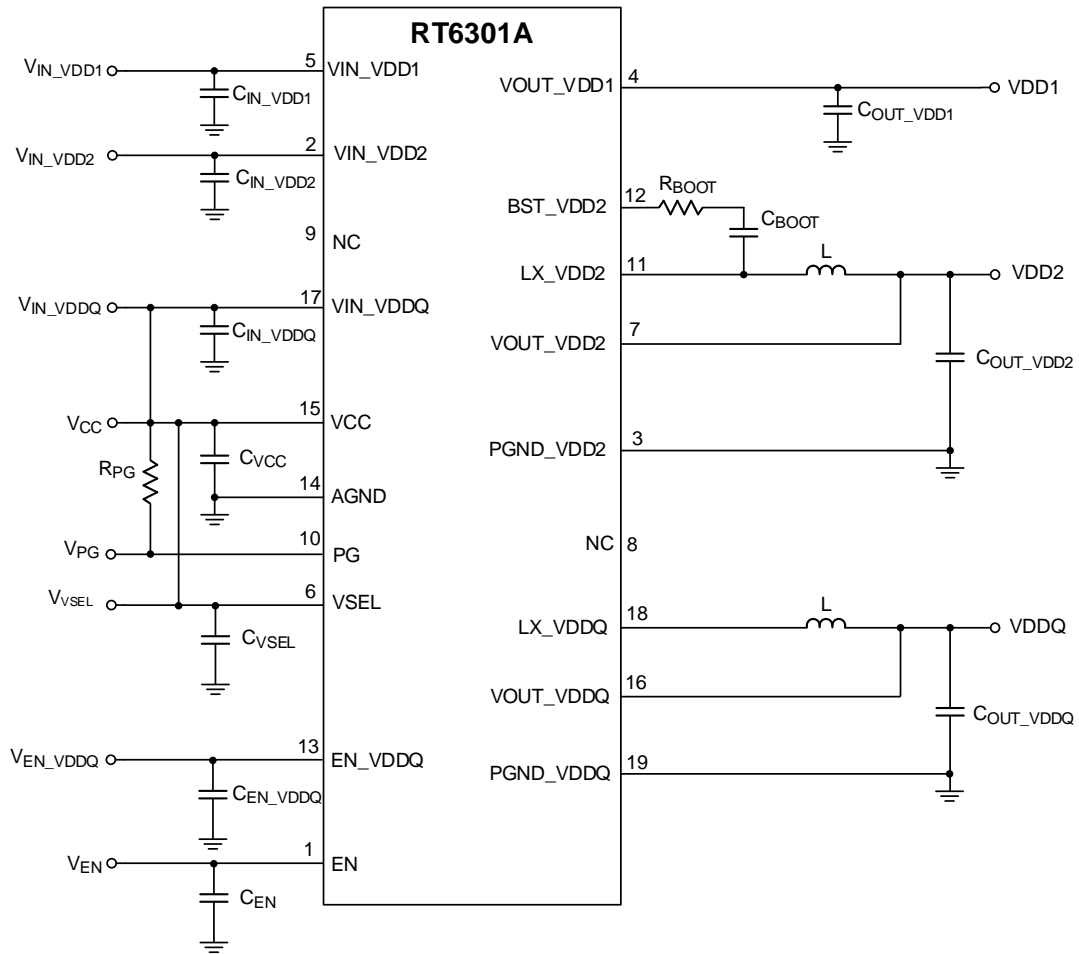 RT6301A
V_IN_VDD1 5 VIN_VDD1
C_IN_VDD1
V_IN_VDD2 2 VIN_VDD2
C_IN_VDD2
9 NC
V_IN_VDDQ 17 VIN_VDDQ
C_IN_VDDQ
V_CC 15 VCC
C_VCC
R_PG
14 AGND
V_PG 10 PG
V_VSEL 6 VSEL
C_VSEL
V_EN_VDDQ 13 EN_VDDQ
C_EN_VDDQ
V_EN 1 EN
C_EN
VOUT_VDD1 4 VDD1
C_OUT_VDD1
BST_VDD2 12 R_BOOT
C_BOOT
LX_VDD2 11 L VDD2
VOUT_VDD2 7
C_OUT_VDD2
PGND_VDD2 3
NC 8
LX_VDDQ 18 L VDDQ
VOUT_VDDQ 16
C_OUT_VDDQ
PGND_VDDQ 19